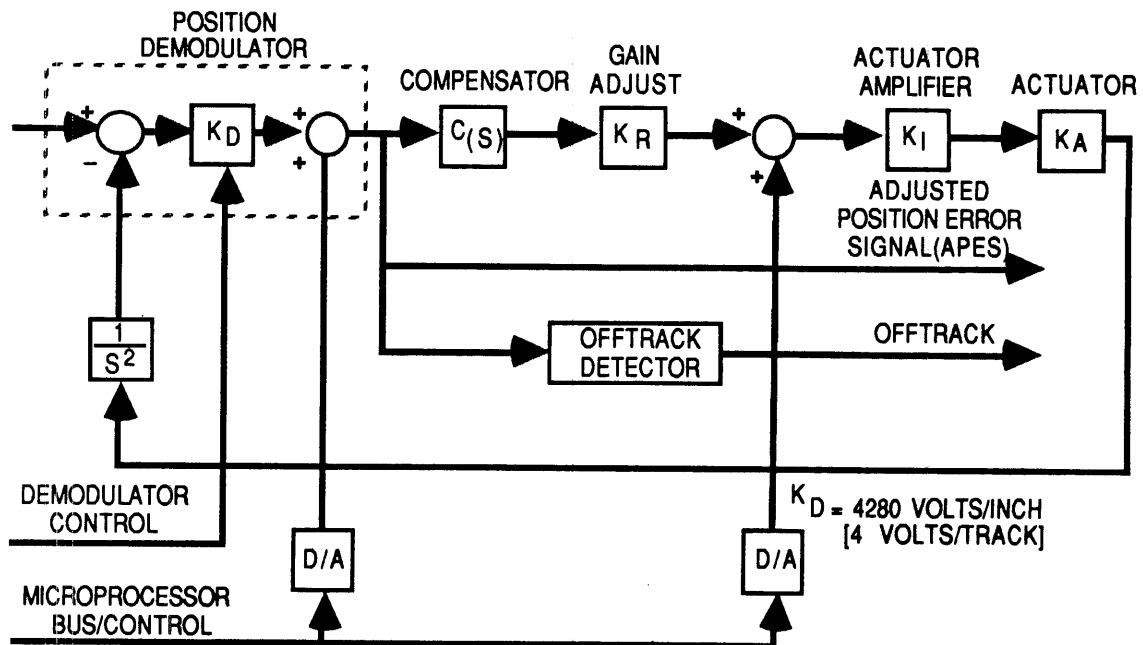 POSITION
DEMODULATOR
COMPENSATOR
GAIN
ADJUST
ACTUATOR
AMPLIFIER
ACTUATOR
+
−
K D
+
+
C(S)
K R
+
+
K I
K A
ADJUSTED
POSITION ERROR
SIGNAL(APES)
1
S 2
OFFTRACK
DETECTOR
OFFTRACK
DEMODULATOR
CONTROL
K D = 4280 VOLTS/INCH
[4 VOLTS/TRACK]
D/A
D/A
MICROPROCESSOR
BUS/CONTROL